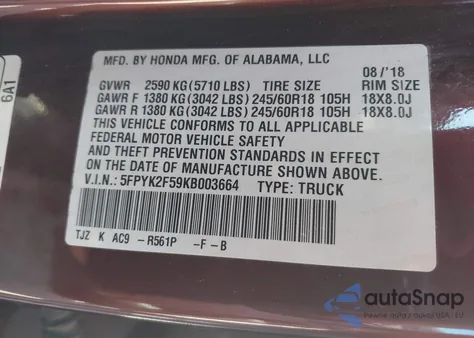 MFD. BY HONDA MFG. OF ALABAMA, LLC
08/'18
GVWR 2590 KG (5710 LBS) TIRE SIZE RIM SIZE
GAWR F 1380 KG (3042 LBS) 245/60R18 105H 18X8.0J
GAWR R 1380 KG (3042 LBS) 245/60R18 105H 18X8.0J
THIS VEHICLE CONFORMS TO ALL APPLICABLE
FEDERAL MOTOR VEHICLE SAFETY
AND THEFT PREVENTION STANDARDS IN EFFECT
ON THE DATE OF MANUFACTURE SHOWN ABOVE.
V.I.N.: 5FPYK2F59KB003664 TYPE: TRUCK
TJZ K AC9 -R561P -F -B
6A1
autoSnap